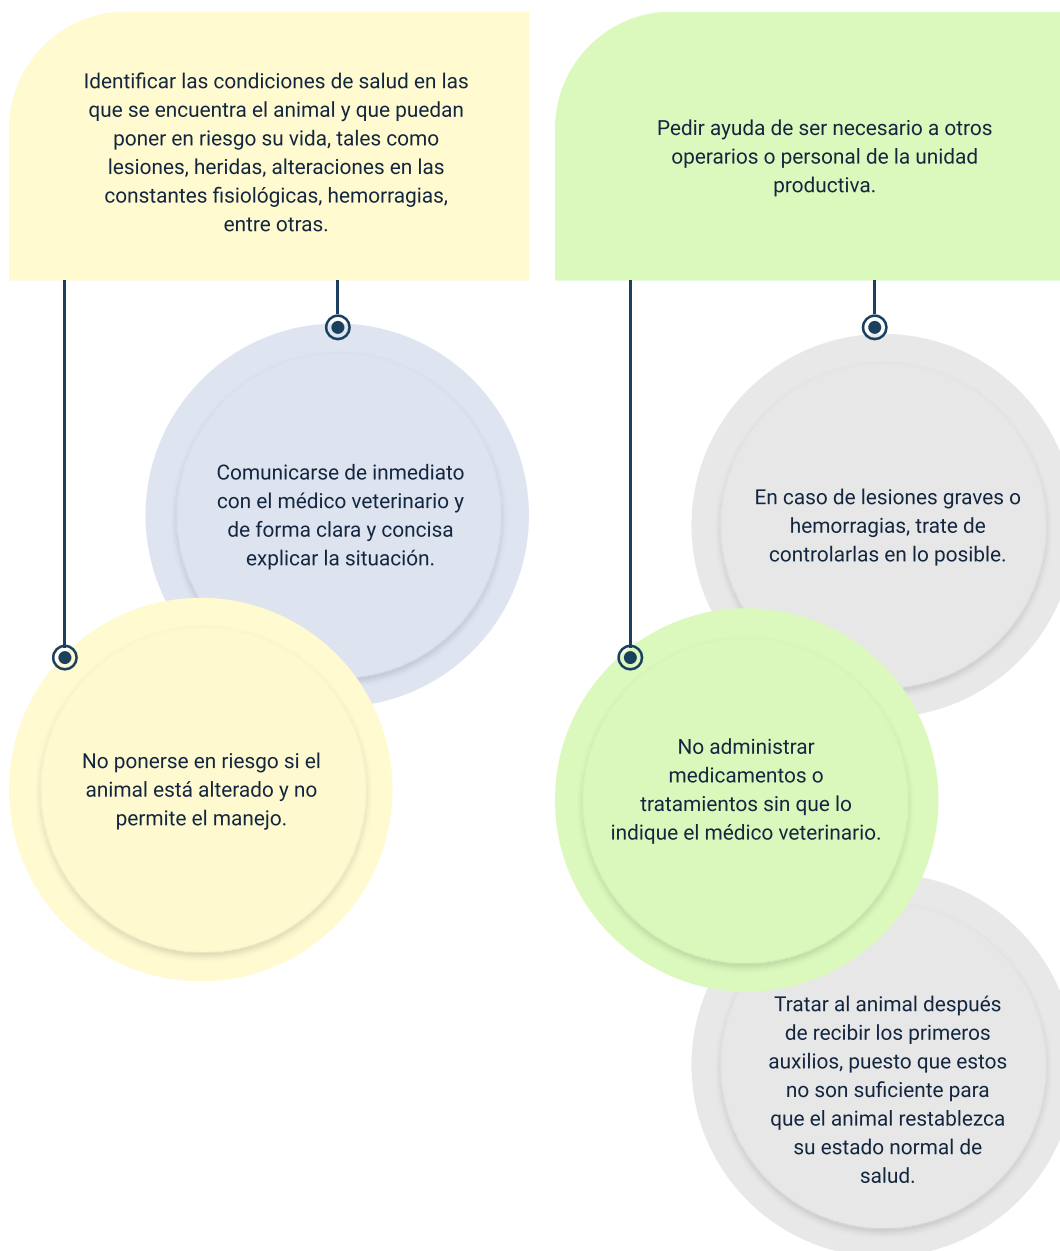 Identificar las condiciones de salud en las
que se encuentra el animal y que puedan
poner en riesgo su vida, tales como
lesiones, heridas, alteraciones en las
constantes fisiológicas, hemorragias,
entre otras.
Comunicarse de inmediato
con el médico veterinario y
de forma clara y concisa
explicar la situación.
No ponerse en riesgo si el
animal está alterado y no
permite el manejo.
Pedir ayuda de ser necesario a otros
operarios o personal de la unidad
productiva.
En caso de lesiones graves o
hemorragias, trate de
controlarlas en lo posible.
No administrar
medicamentos o
tratamientos sin que lo
indique el médico veterinario.
Tratar al animal después
de recibir los primeros
auxilios, puesto que estos
no son suficiente para
que el animal restablezca
su estado normal de
salud.